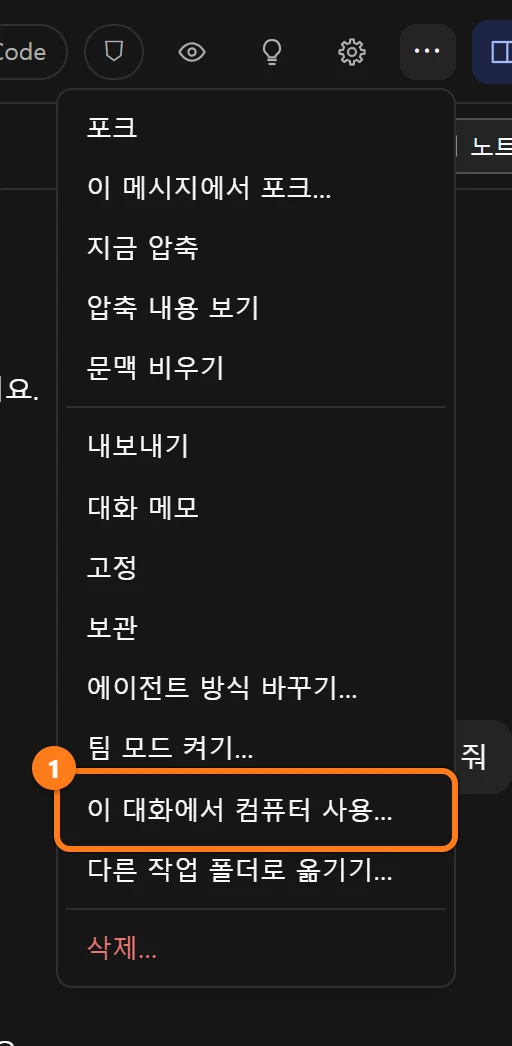 Code
포크
노트
이 메시지에서 포크...
지금 압축
압축 내용 보기
문맥 비우기
요.
내보내기
대화 메모
고정
보관
에이전트 방식 바꾸기...
팀 모드 켜기...
줘
1
이 대화에서 컴퓨터 사용...
다른 작업 폴더로 옮기기...
삭제...